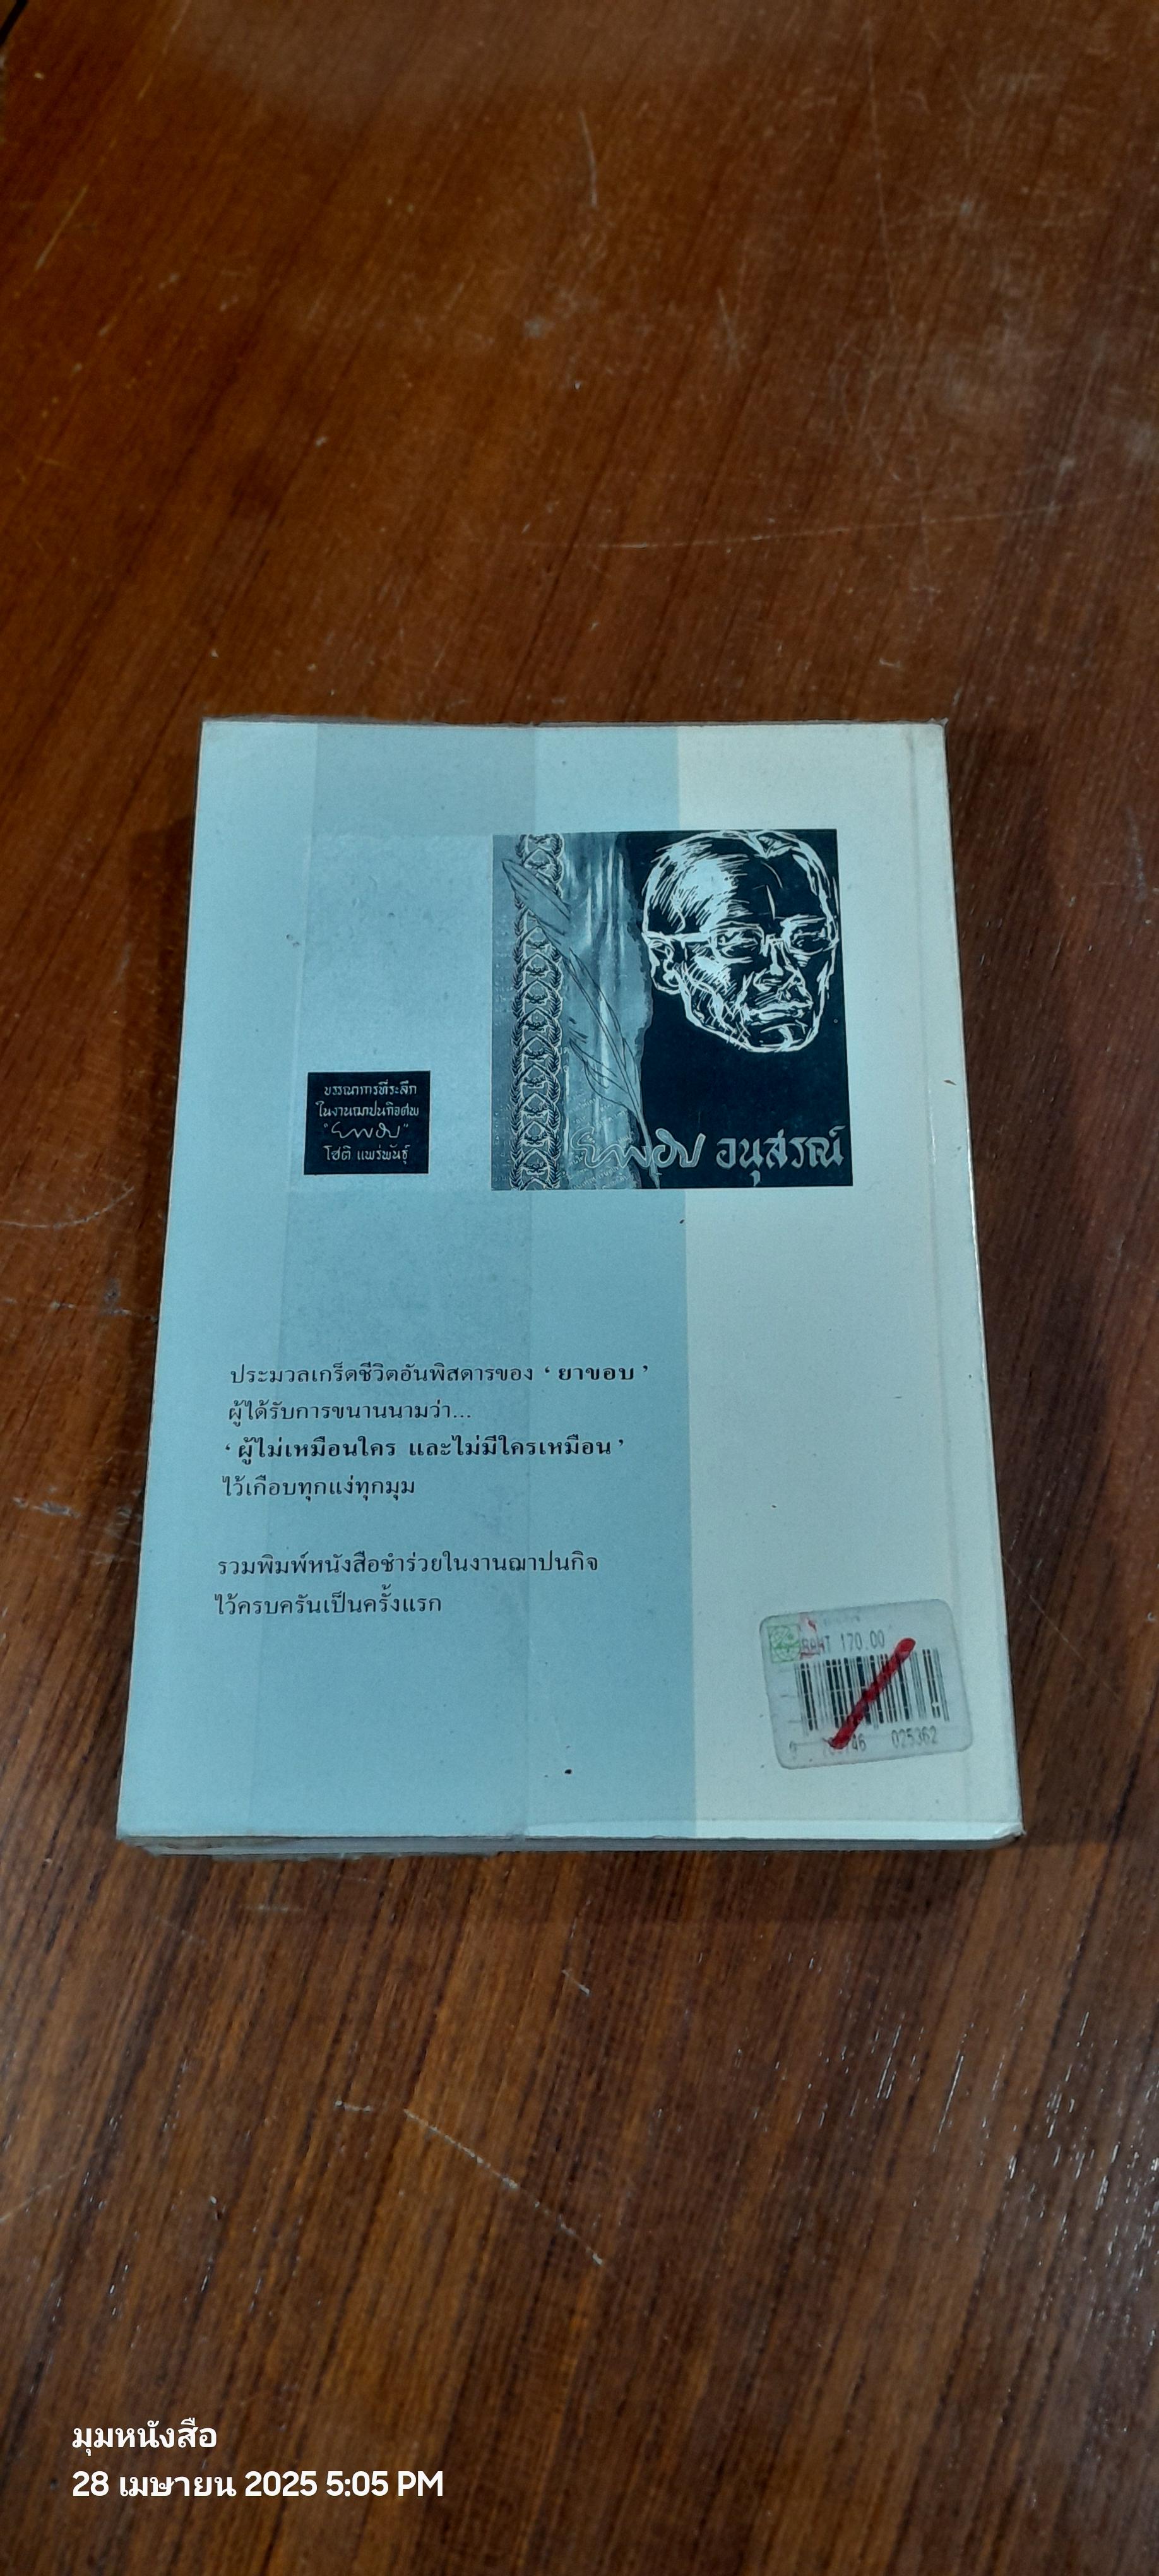 ยาขอบ อนุสรณ์
บรรณาการที่ระลึก
ในงานฌาปนกิจศพ
"ยาขอบ"
โชติ แพร่พันธุ์
ประมวลเกร็ดชีวิตอันพิสดารของ ‘ ยาขอบ ’
ผู้ได้รับการขนานนามว่า...
‘ ผู้ไม่เหมือนใคร และไม่มีใครเหมือน ’
ไว้เกือบทุกแง่ทุกมุม
รวมพิมพ์หนังสือชำร่วยในงานฌาปนกิจ
ไว้ครบครันเป็นครั้งแรก
BAHT 170.00
025362
มุมหนังสือ
28 เมษายน 2025 5:05 PM